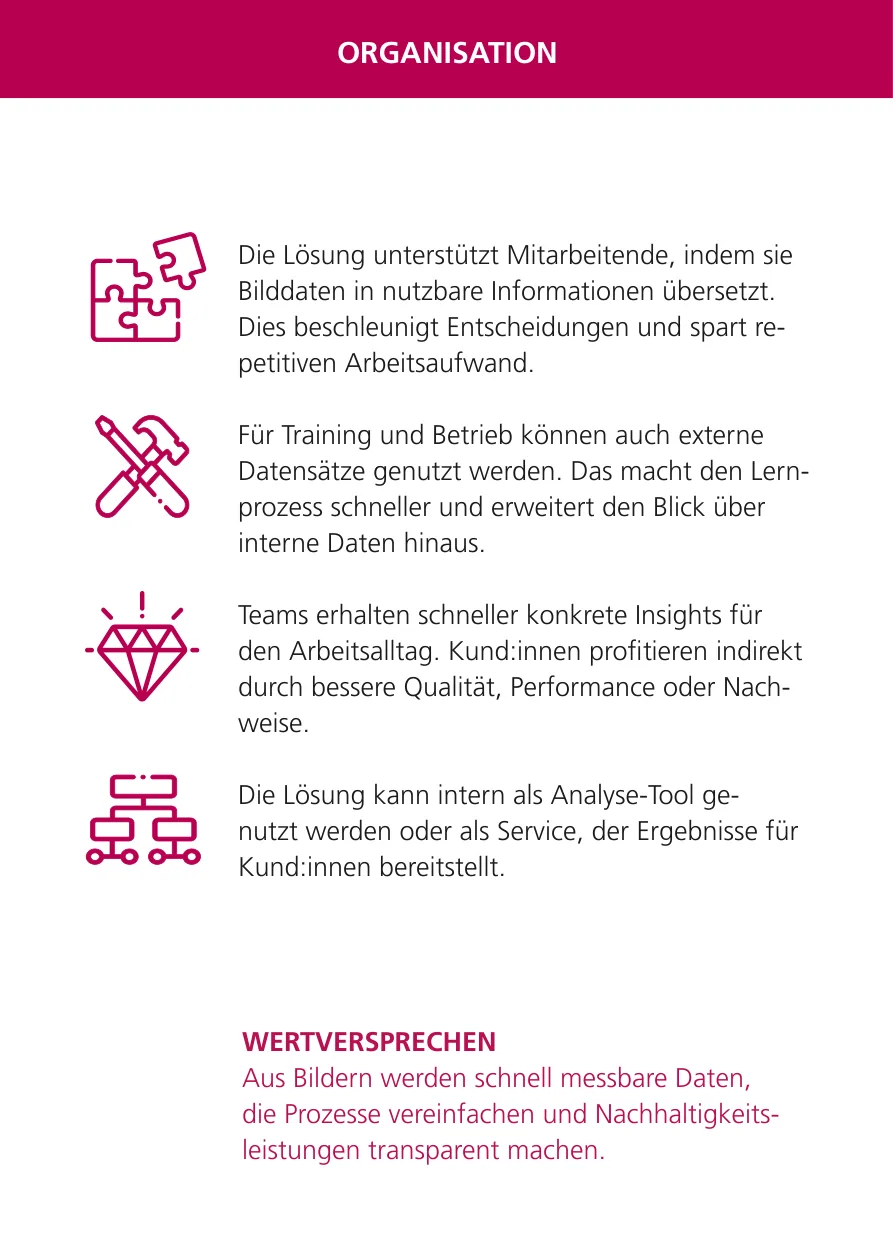 ORGANISATION
Die Lösung unterstützt Mitarbeitende, indem sie
Bilddaten in nutzbare Informationen übersetzt.
Dies beschleunigt Entscheidungen und spart re-
petitiven Arbeitsaufwand.
Für Training und Betrieb können auch externe
Datensätze genutzt werden. Das macht den Lern-
prozess schneller und erweitert den Blick über
interne Daten hinaus.
Teams erhalten schneller konkrete Insights für
den Arbeitsalltag. Kund:innen profitieren indirekt
durch bessere Qualität, Performance oder Nach-
weise.
Die Lösung kann intern als Analyse-Tool ge-
nutzt werden oder als Service, der Ergebnisse für
Kund:innen bereitstellt.
WERTVERSPRECHEN
Aus Bildern werden schnell messbare Daten,
die Prozesse vereinfachen und Nachhaltigkeits-
leistungen transparent machen.